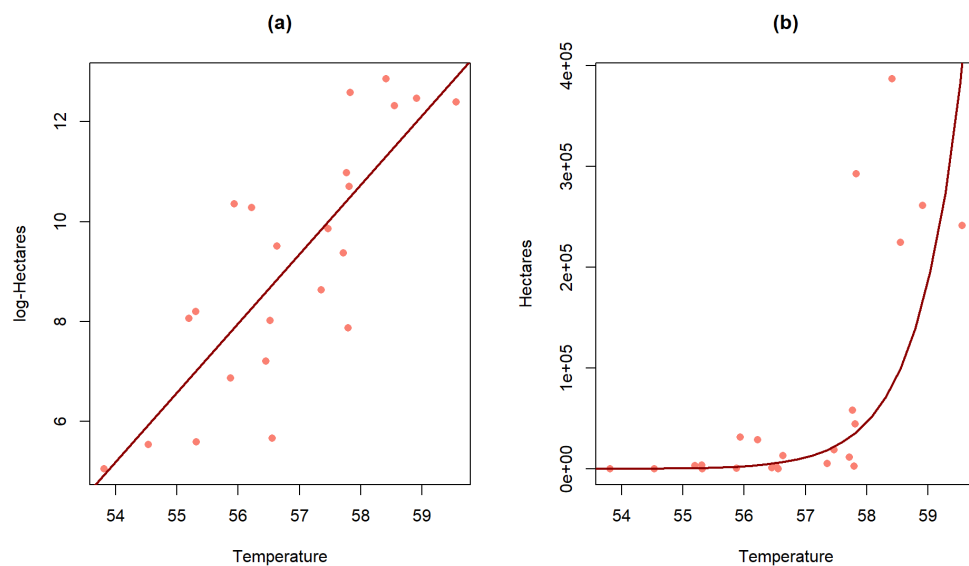 (a)
log-Hectares
12
10
8
6
54 55 56 57 58 59
Temperature
(b)
Hectares
4e+05
3e+05
2e+05
1e+05
0e+00
54 55 56 57 58 59
Temperature